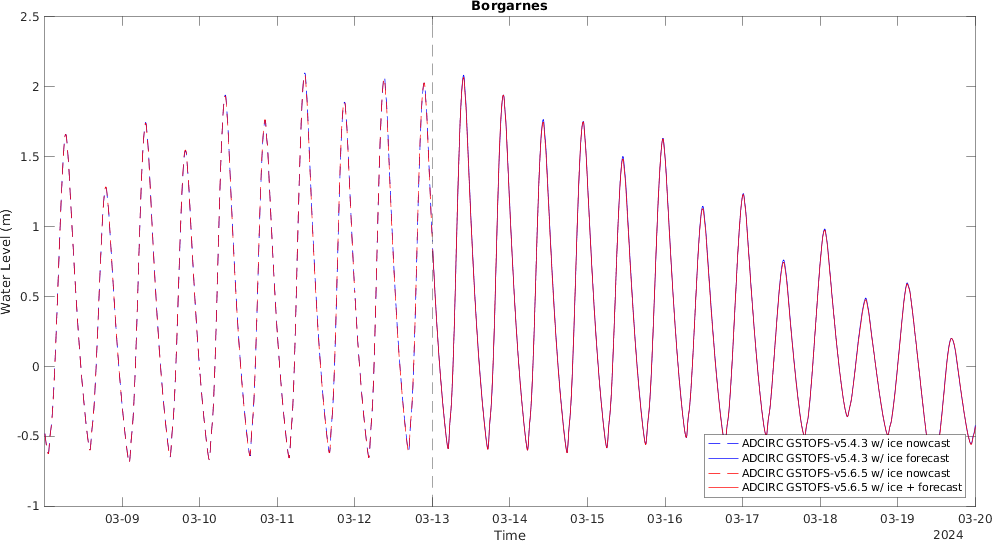 Borgarnes
2.5
2
1.5
1
0.5
0
-0.5
-1
Water Level (m)
03-09 03-10 03-11 03-12 03-13 03-14 03-15 03-16 03-17 03-18 03-19 03-20
Time
2024
ADCIRC GSTOFS-v5.4.3 w/ ice nowcast
ADCIRC GSTOFS-v5.4.3 w/ ice forecast
ADCIRC GSTOFS-v5.6.5 w/ ice nowcast
ADCIRC GSTOFS-v5.6.5 w/ ice + forecast